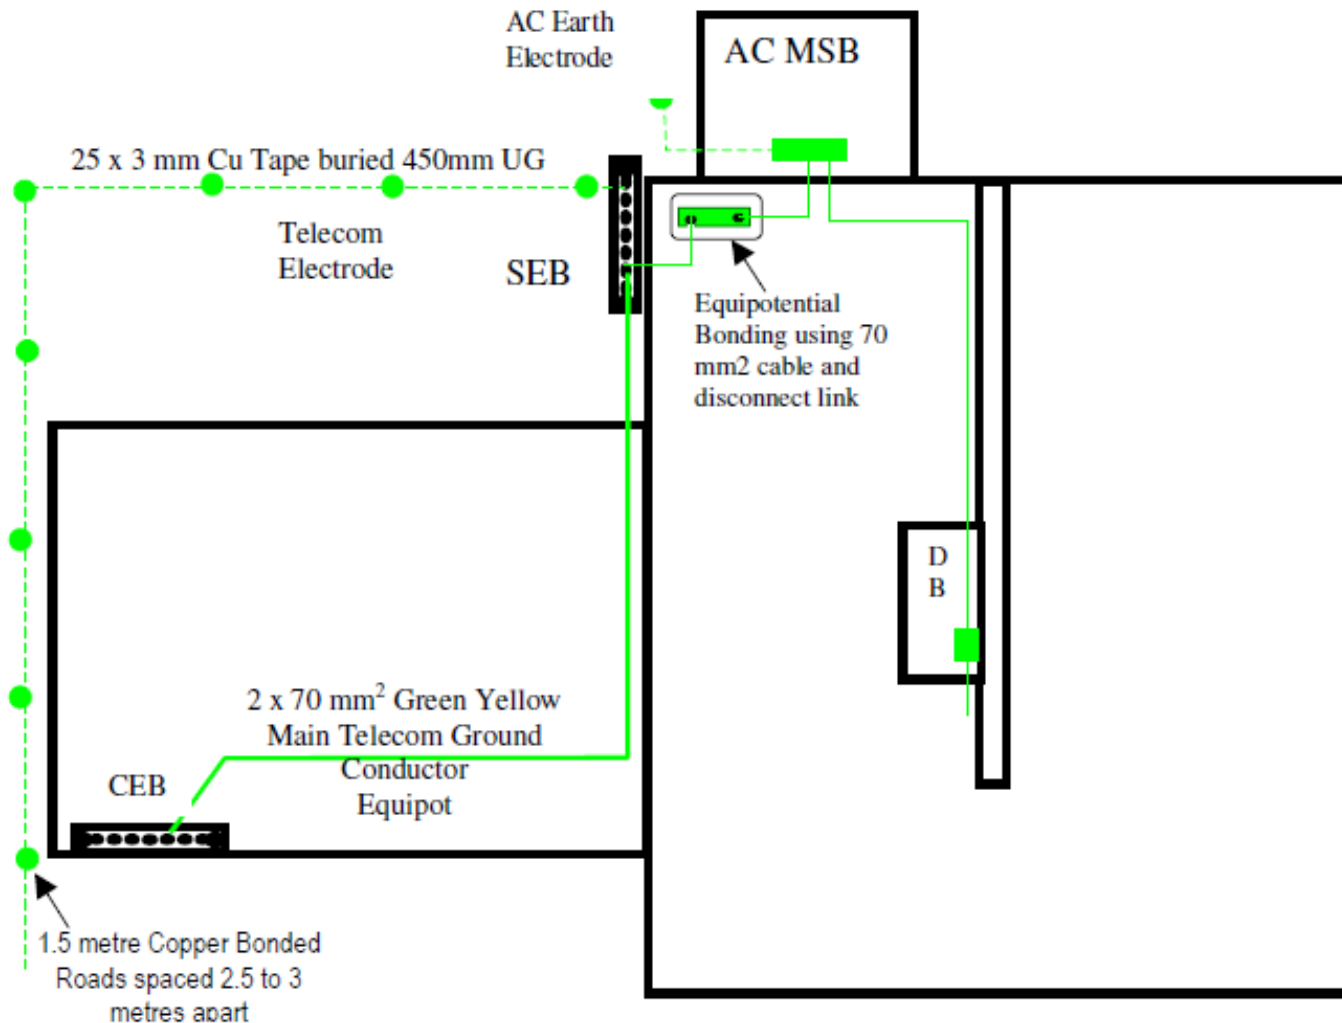 AC Earth
Electrode
AC MSB
25 x 3 mm Cu Tape buried 450mm UG
Telecom
Electrode
SEB
Equipotential
Bonding using 70
mm2 cable and
disconnect link
D
B
2 x 70 mm² Green Yellow
Main Telecom Ground
Conductor
Equipot
CEB
1.5 metre Copper Bonded
Roads spaced 2.5 to 3
metres apart